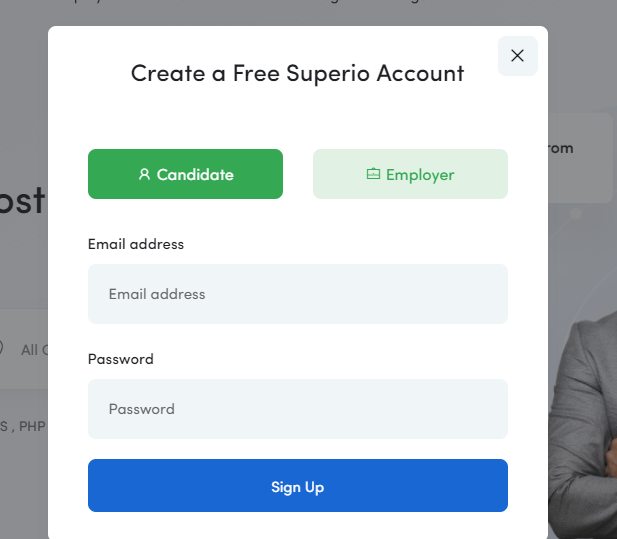 Create a Free Superio Account
Candidate
Employer
rom
ost
Email address
Email address
All
Password
Password
S , PHP
Sign Up